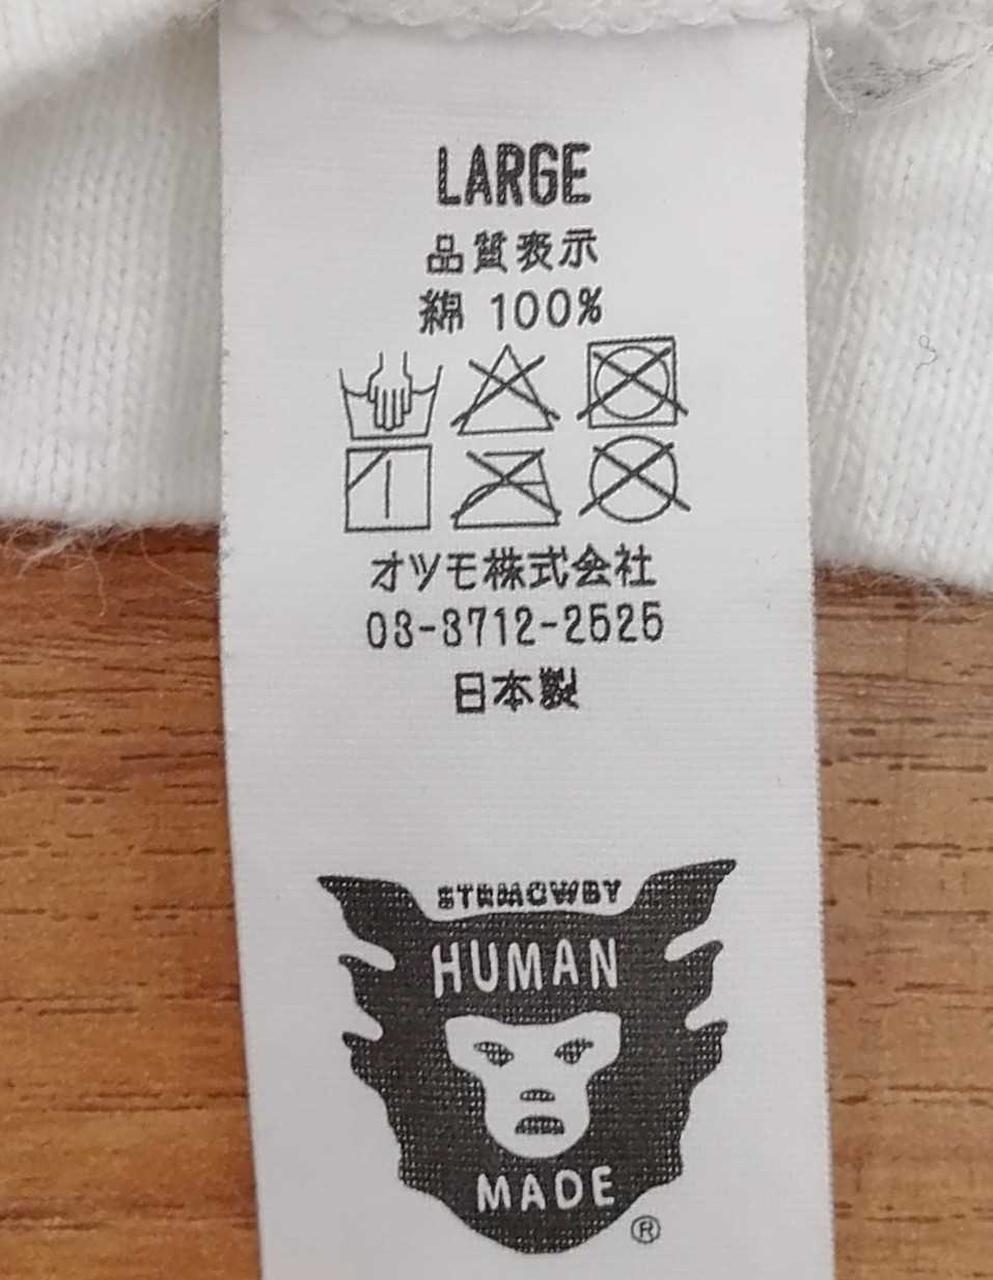 LARGE
品質表示
綿 100%
オツモ株式会社
03-3712-2525
日本製
STRMCWBY
HUMAN
MADE
®